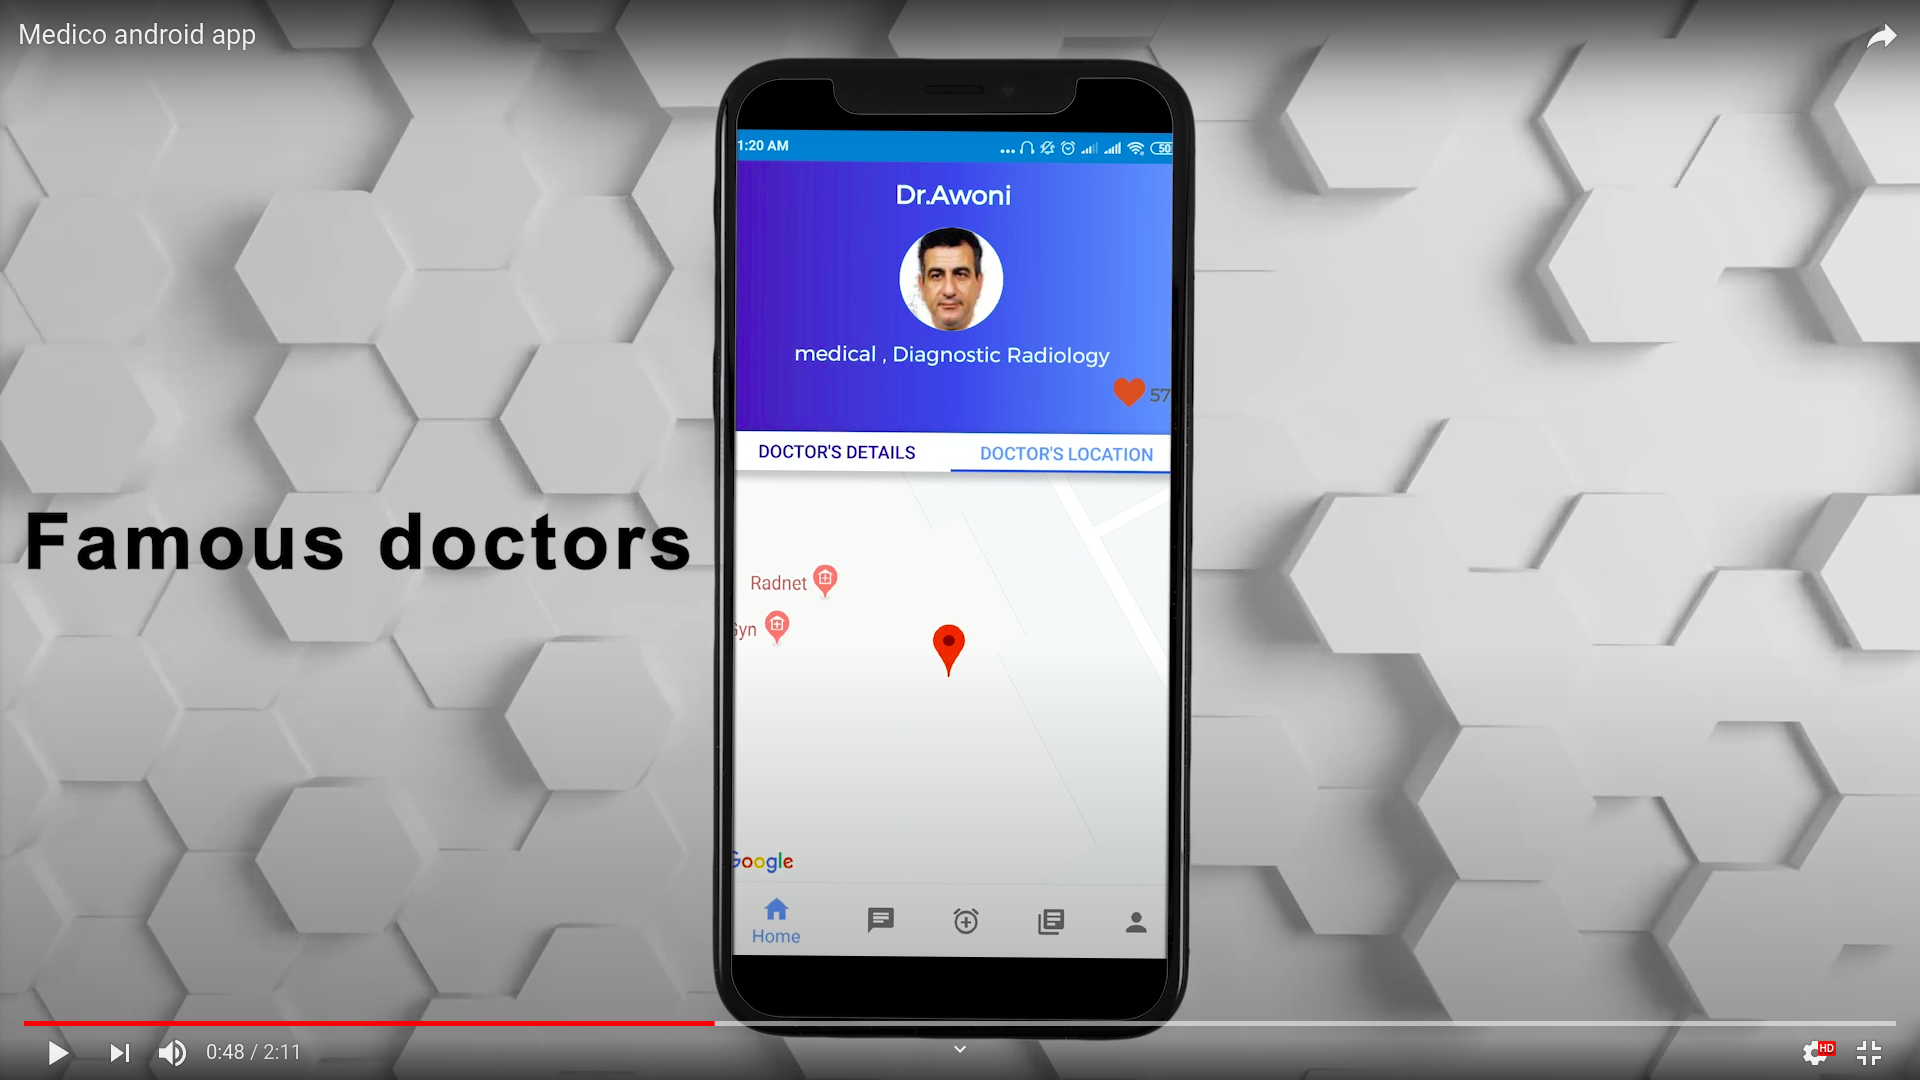 Medico android app
1:20 AM
50
Dr.Awoni
medical , Diagnostic Radiology
57
DOCTOR'S DETAILS
DOCTOR'S LOCATION
Famous doctors
Radnet
Gyn
Google
Home
0:48 / 2:11
HD